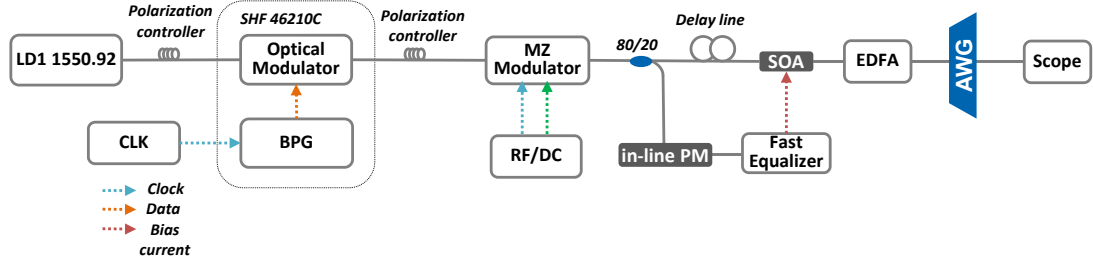 Polarization
controller
SHF 46210C
Polarization
controller
Delay line
LD1 1550.92
Optical
Modulator
MZ
Modulator
80/20
SOA
EDFA
AWG
Scope
CLK
BPG
RF/DC
in-line PM
Fast
Equalizer
Clock
Data
Bias
current